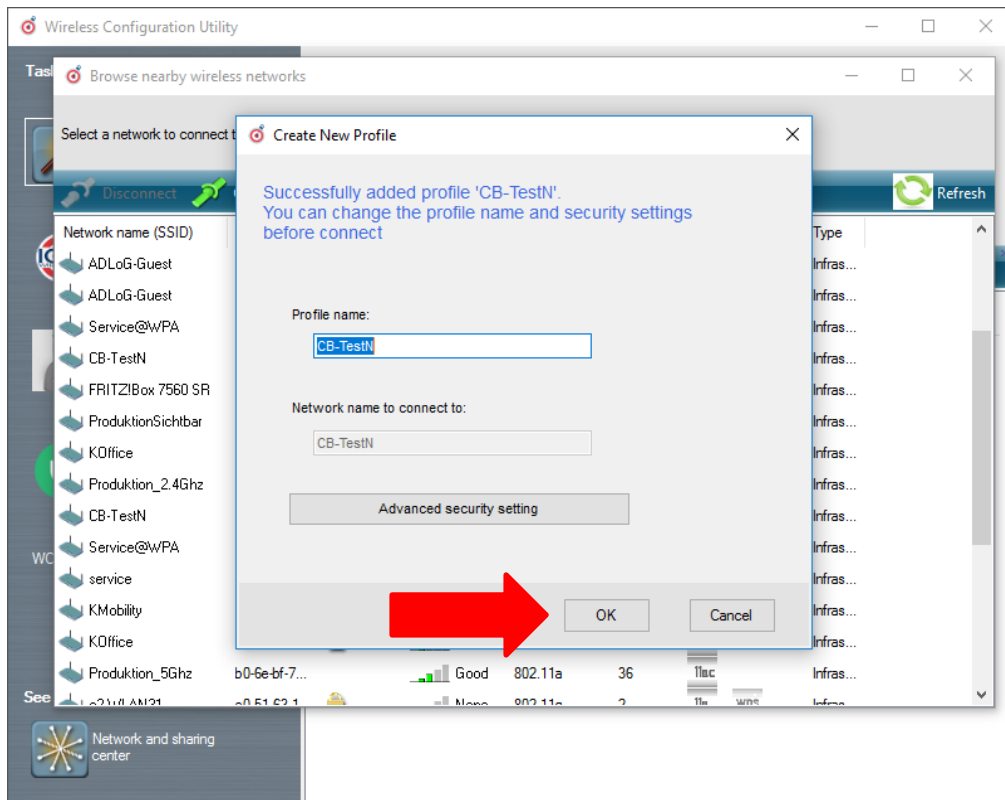 Wireless Configuration Utility
Browse nearby wireless networks
Select a network to connect t
Create New Profile
Disconnect
Successfully added profile 'CB-TestN'.
You can change the profile name and security settings
before connect
Refresh
Network name (SSID)
Type
ADLoG-Guest
Infras...
ADLoG-Guest
Infras...
Service@WPA
Infras...
CB-TestN
Infras...
FRITZ!Box 7560 SR
Infras...
ProduktionSichtbar
Infras...
KOffice
Infras...
Produktion_2.4Ghz
Infras...
CB-TestN
Infras...
Service@WPA
Infras...
service
Infras...
KMobility
Infras...
KOffice
Infras...
Profile name:
CB-TestN
Network name to connect to:
CB-TestN
Advanced security setting
OK
Cancel
Produktion_5Ghz b0-6e-bf-7... Good 802.11a 36 11ac Infras...
WC
See
Network and sharing
center